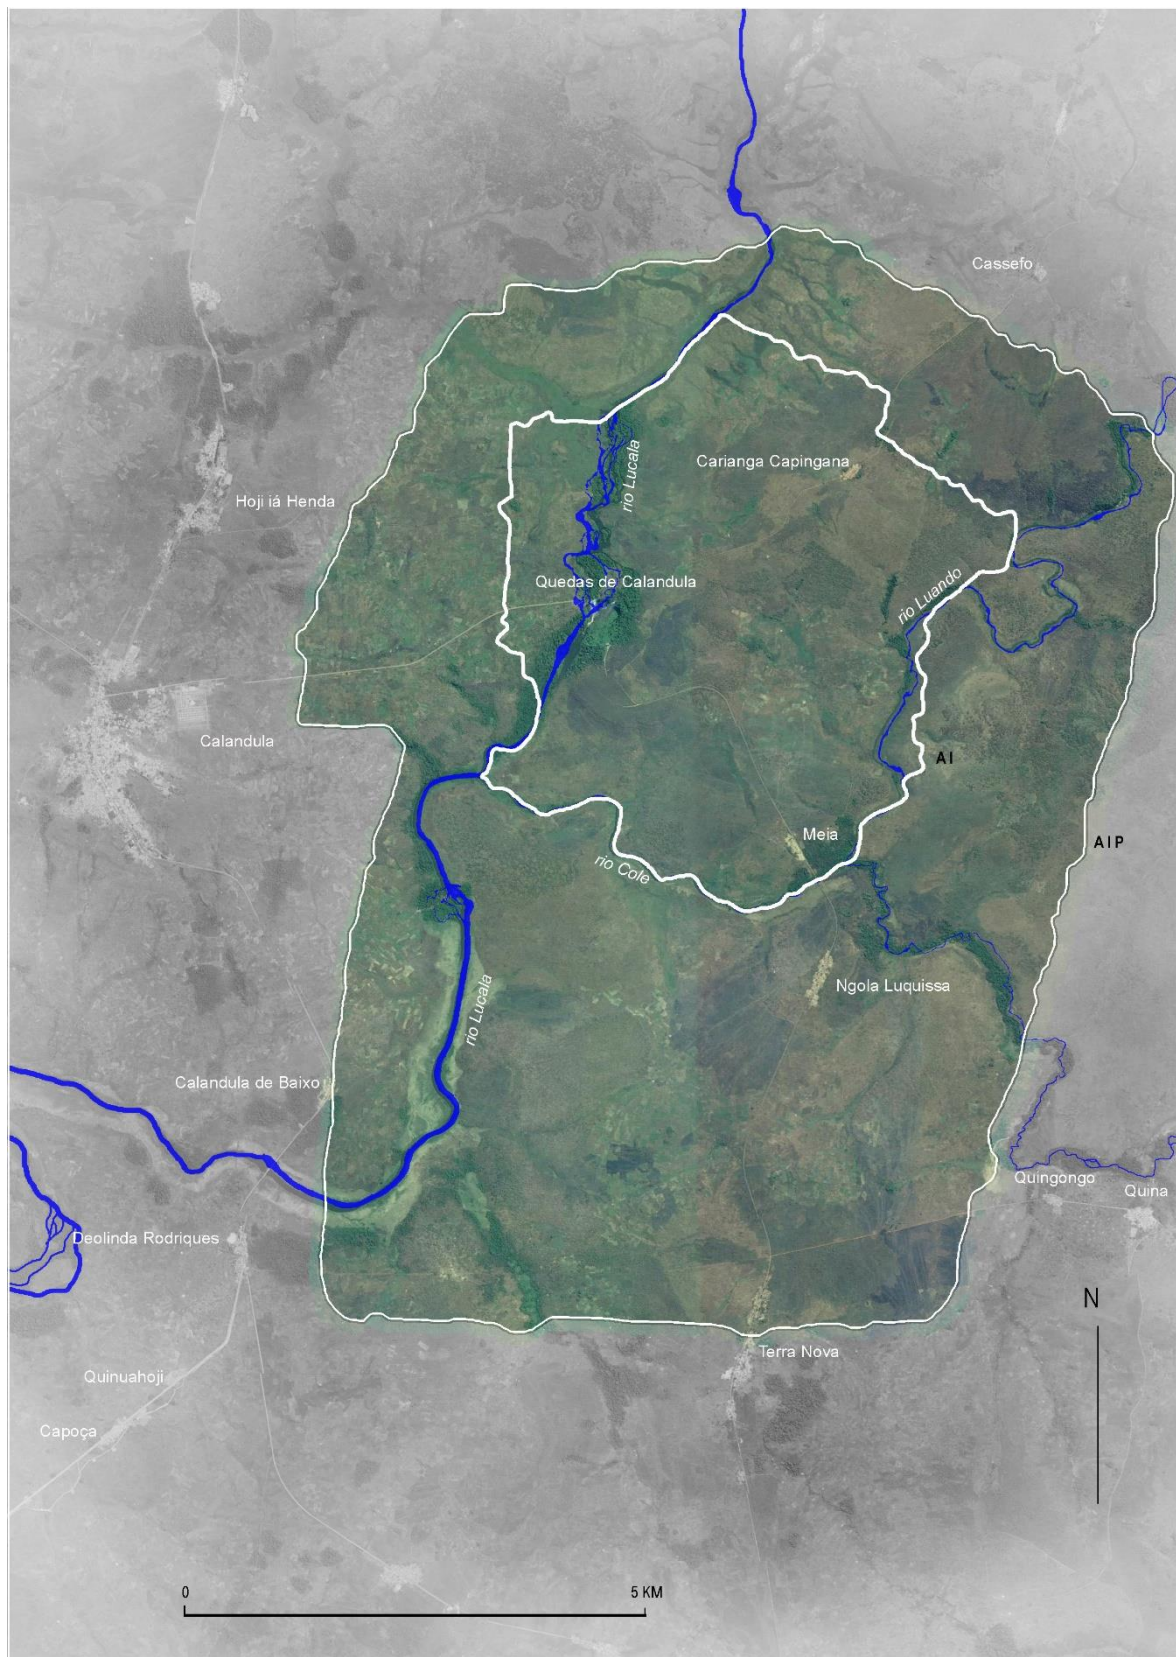 Cassefo
rio Lucala
Carianga Capingana
Hoji iá Henda
Quedas de Calandula
rio Luando
Calandula
AI
Meia
AIP
rio Cole
Ngola Luquissa
rio Lucala
Calandula de Baixo
Quingongo
Quina
Deolinda Rodriques
N
Terra Nova
Quinuahoji
Capoça
0 5 KM